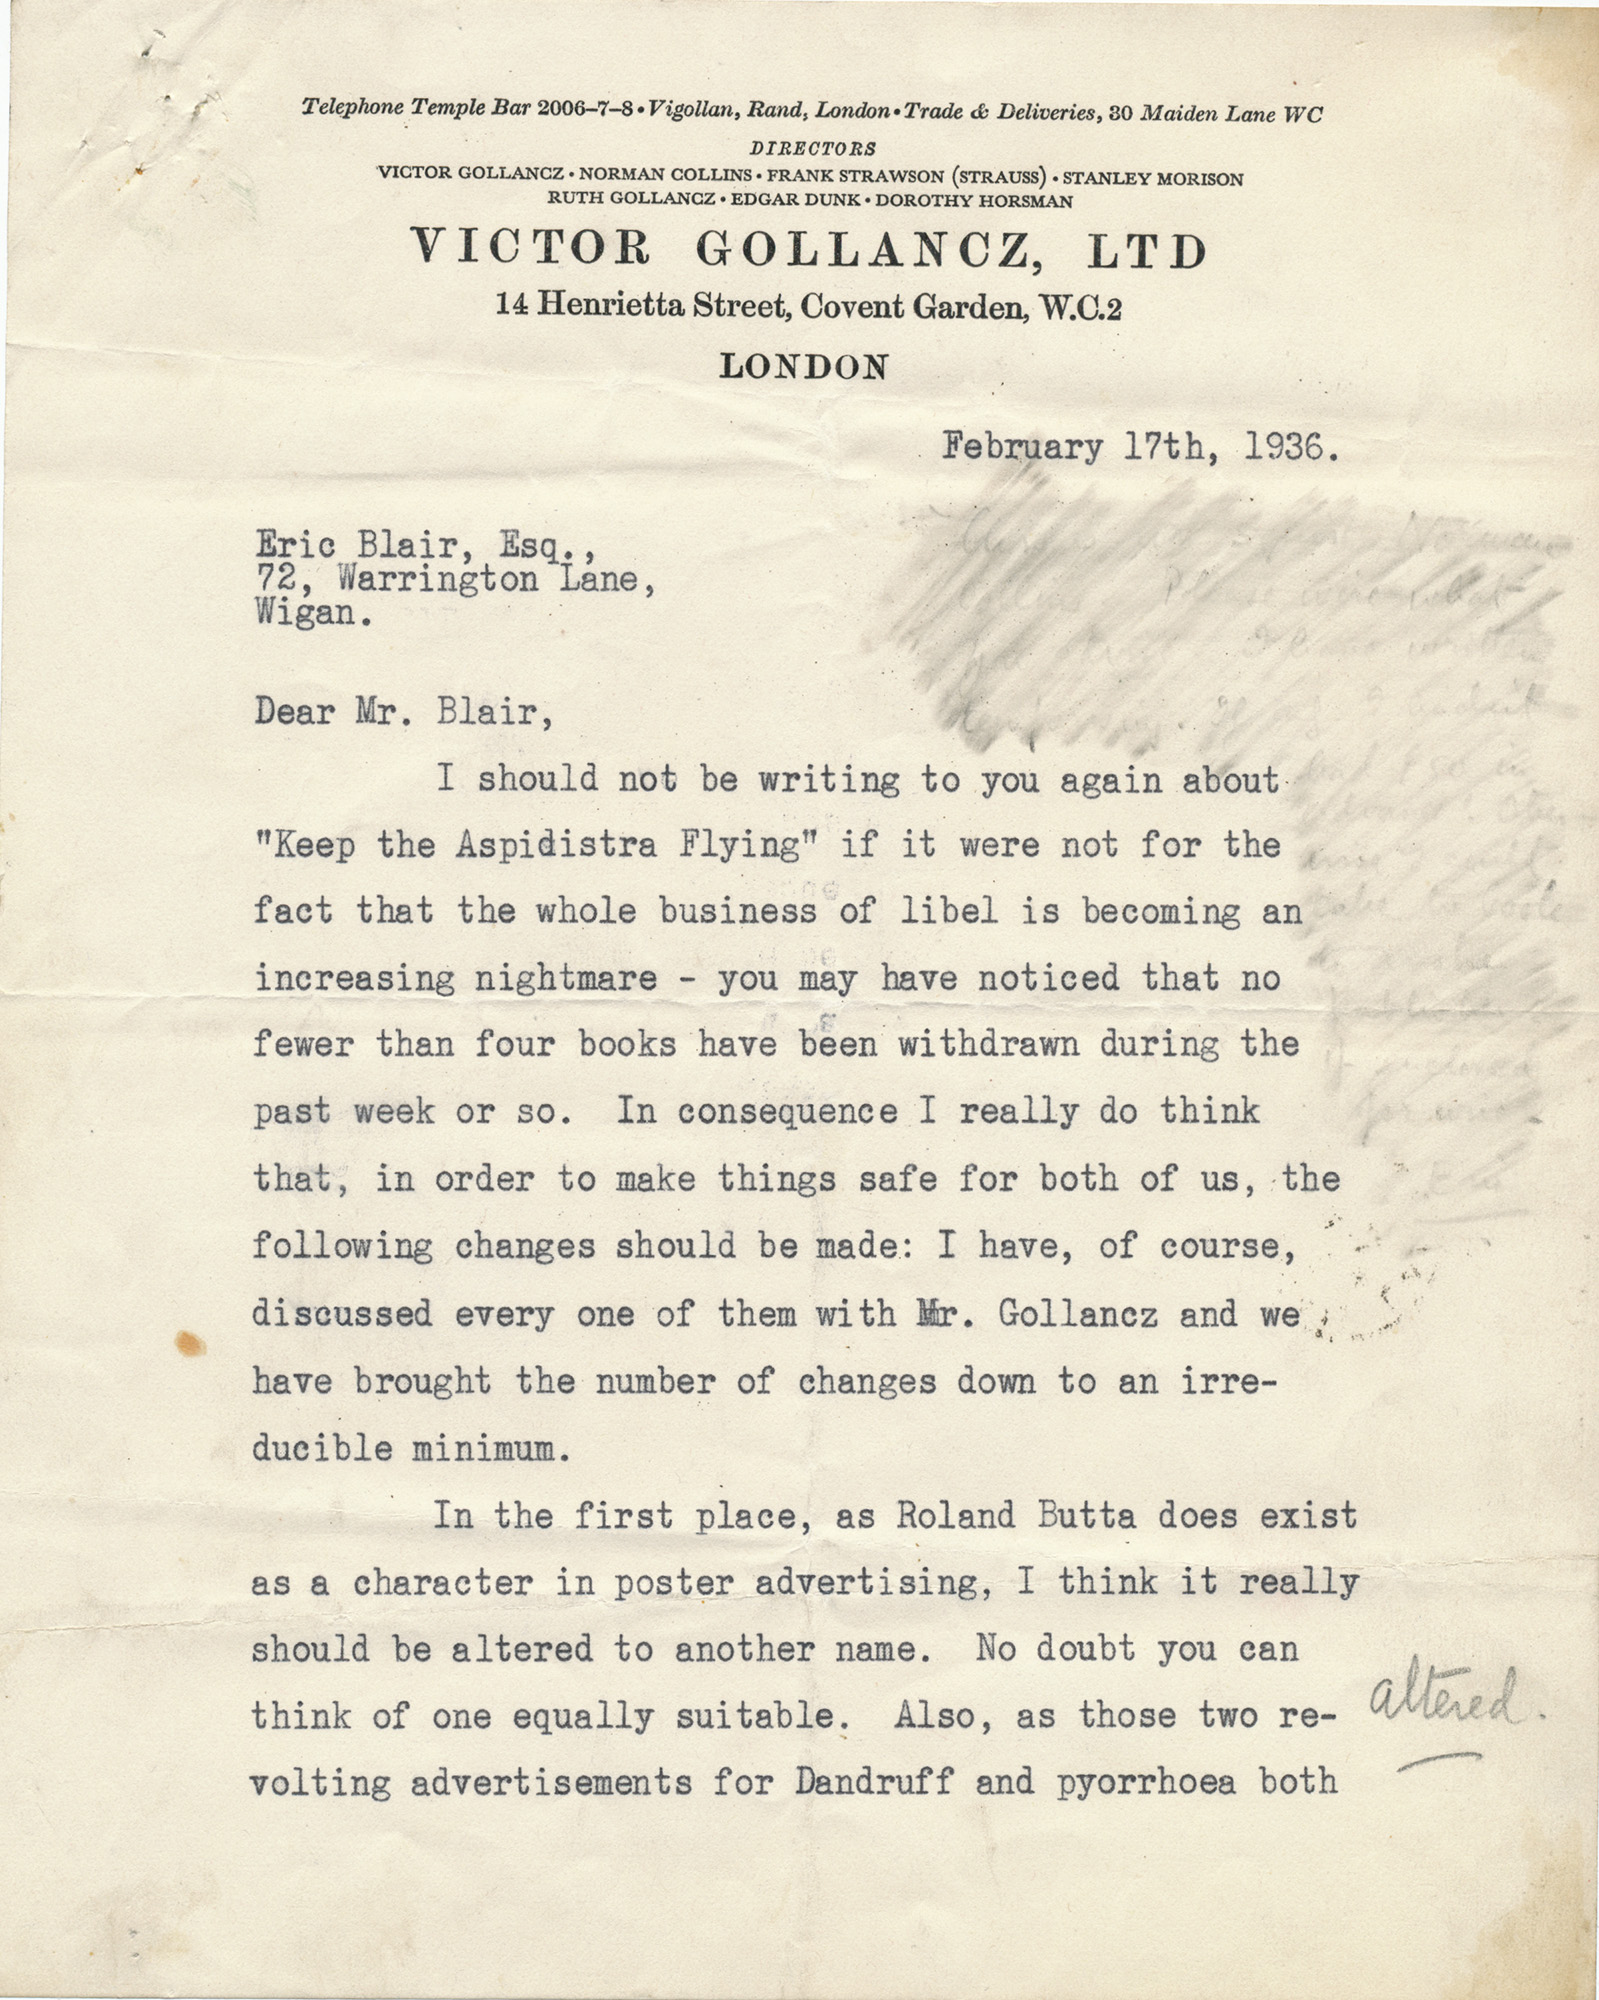 Telephone Temple Bar 2006–7–8 • Vigollan, Rand, London • Trade & Deliveries, 30 Maiden Lane WC
DIRECTORS
VICTOR GOLLANCZ • NORMAN COLLINS • FRANK STRAWSON (STRAUSS) • STANLEY MORISON
RUTH GOLLANCZ • EDGAR DUNK • DOROTHY HORSMAN
VICTOR GOLLANCZ, LTD
14 Henrietta Street, Covent Garden, W.C.2
LONDON
February 17th, 1936.
Eric Blair, Esq.,
72, Warrington Lane,
Wigan.
Dear Mr. Blair,
I should not be writing to you again about
"Keep the Aspidistra Flying" if it were not for the
fact that the whole business of libel is becoming an
increasing nightmare - you may have noticed that no
fewer than four books have been withdrawn during the
past week or so. In consequence I really do think
that, in order to make things safe for both of us, the
following changes should be made: I have, of course,
discussed every one of them with Mr. Gollancz and we
have brought the number of changes down to an irre-
ducible minimum.
In the first place, as Roland Butta does exist
as a character in poster advertising, I think it really
should be altered to another name. No doubt you can
think of one equally suitable. Also, as those two re-
altered.
volting advertisements for Dandruff and pyorrhoea both